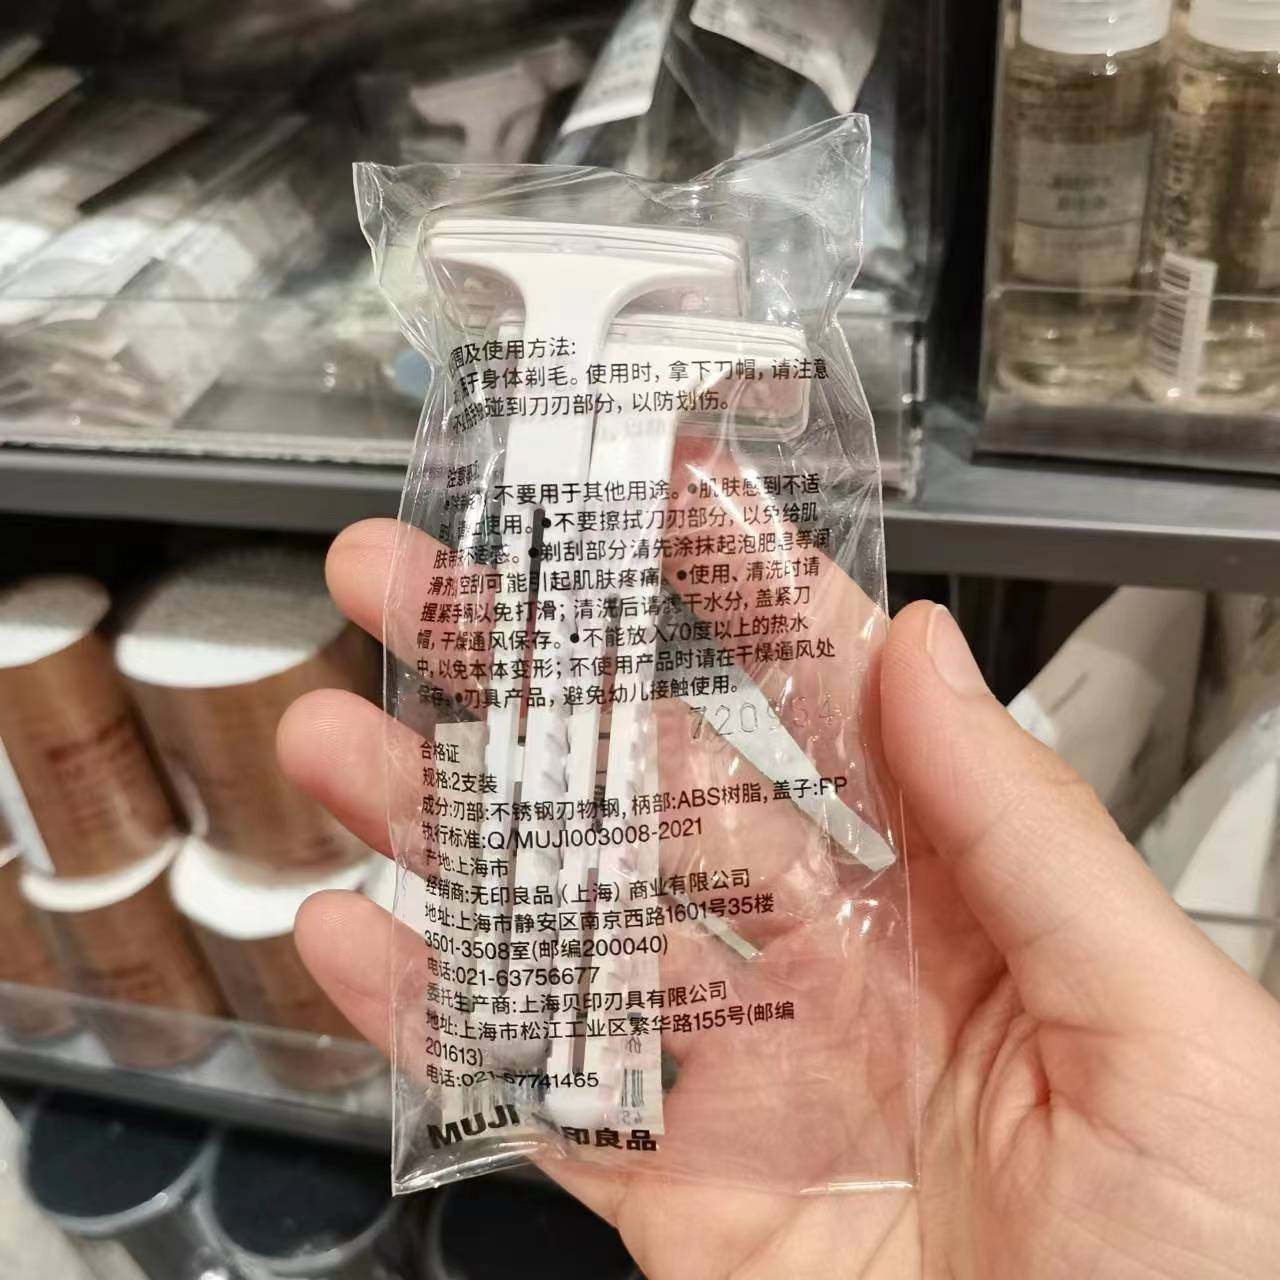 围及使用方法:
于身体剃毛。使用时,拿下刀帽,请注意
碰到刀刃部分,以防划伤。
注意事
不要用于其他用途。●肌肤感到不适
时 使用。●不要擦拭刀刃部分,以免给肌
肤带来不适感。●剃刮部分请先涂抹起泡肥皂等润
滑剂,空刮可能引起肌肤疼痛。●使用、清洗时请
握紧手柄以免打滑;清洗后请 干水分,盖紧刀
帽,干燥通风保存。●不能放入70度以上的热水
中,以免本体变形;不使用产品时请在干燥通风处
保存。●刃具产品,避免幼儿接触使用。
720954
合格证
规格:2支装
成分:刃部:不锈钢刃物钢,柄部:ABS树脂,盖子:PP
执行标准:Q/MUJI003008-2021
产地:上海市
经销商:无印良品(上海)商业有限公司
地址:上海市静安区南京西路1601号35楼
3501-3508室(邮编200040)
电话:021-63756677
委托生产商:上海贝印刃具有限公司
地址:上海市松江工业区繁华路155号(邮编
201613)
电话:021-67741465
MUJI 印良品